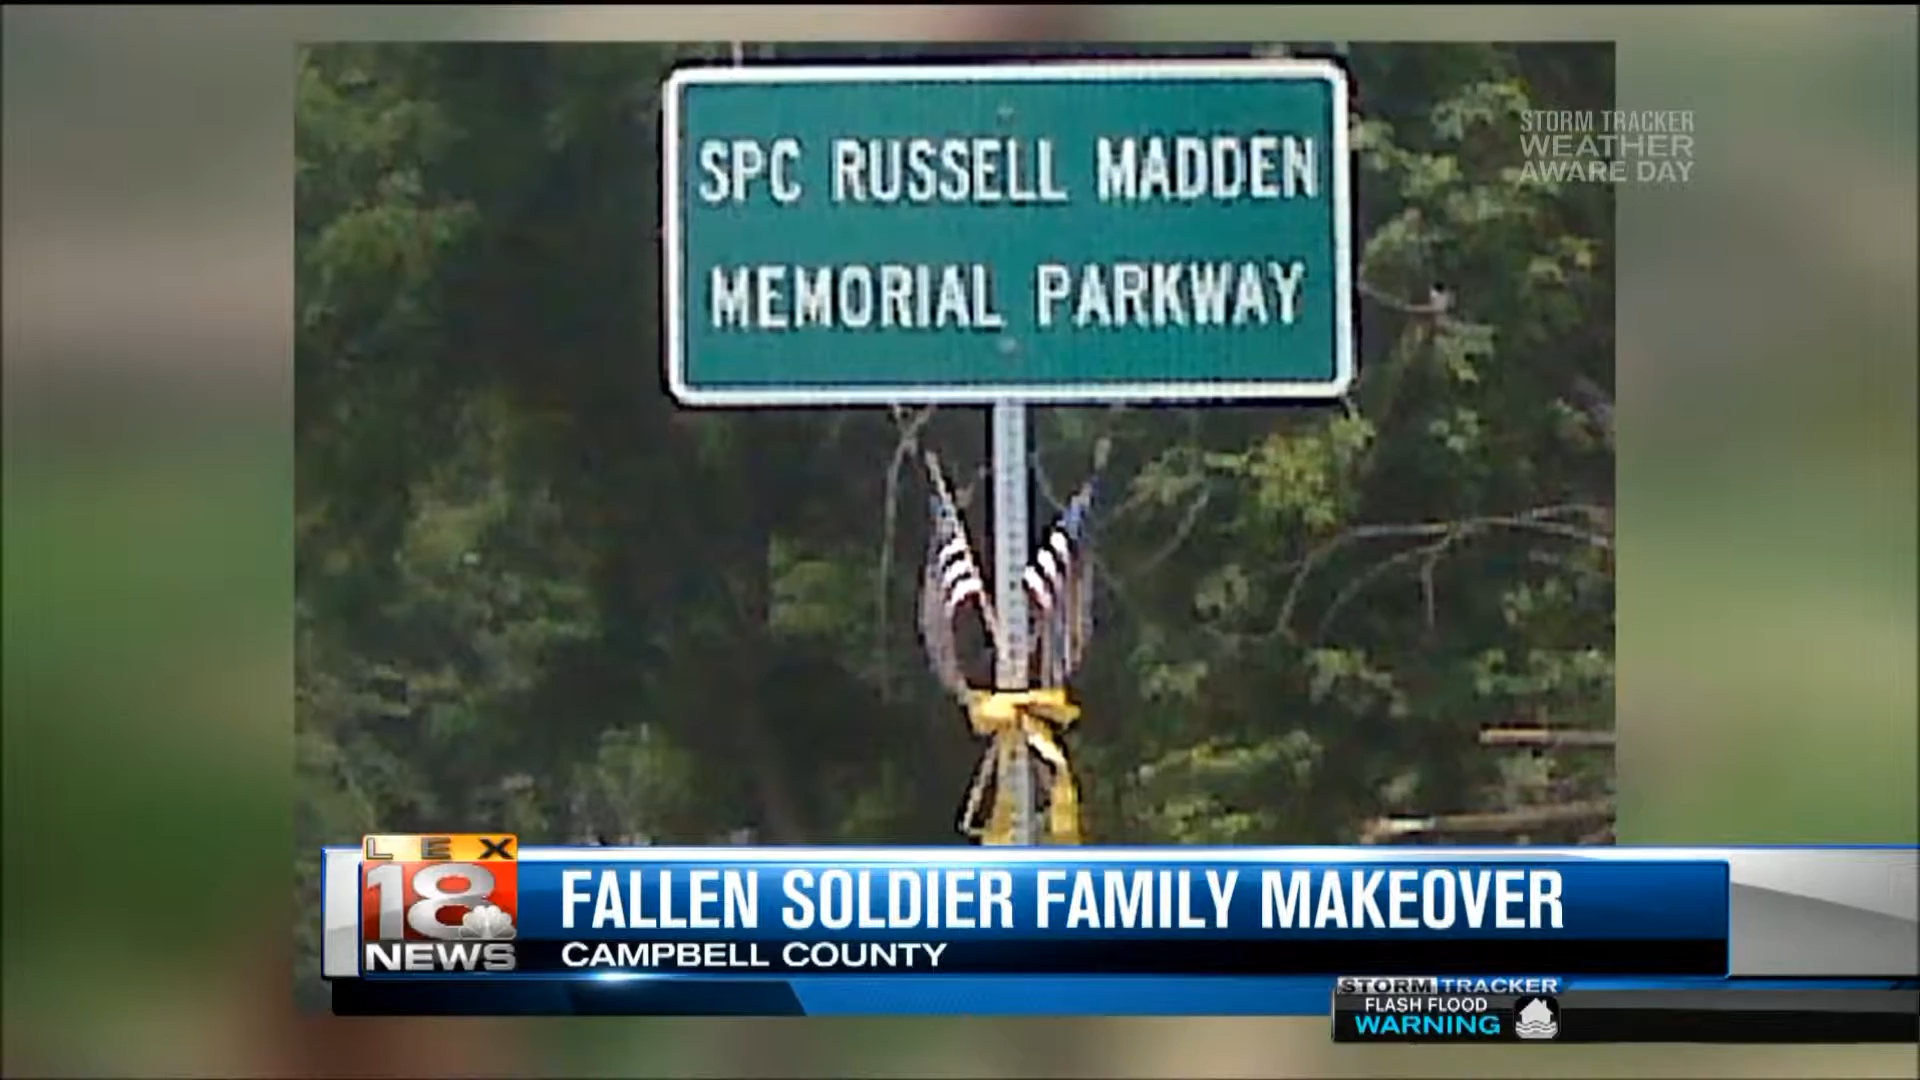 SPC RUSSELL MADDEN
MEMORIAL PARKWAY
STORM TRACKER
WEATHER
AWARE DAY
LEX
18
NEWS
FALLEN SOLDIER FAMILY MAKEOVER
CAMPBELL COUNTY
STORM TRACKER
FLASH FLOOD
WARNING